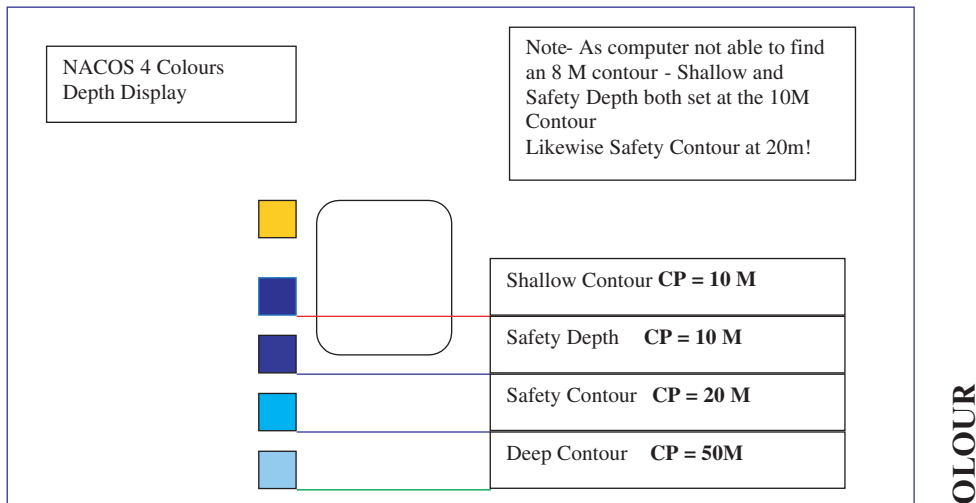 NACOS 4 Colours
Depth Display
Note- As computer not able to find
an 8 M contour - Shallow and
Safety Depth both set at the 10M
Contour
Likewise Safety Contour at 20m!
Shallow Contour CP = 10 M
Safety Depth CP = 10 M
Safety Contour CP = 20 M
Deep Contour CP = 50M
OLOUR